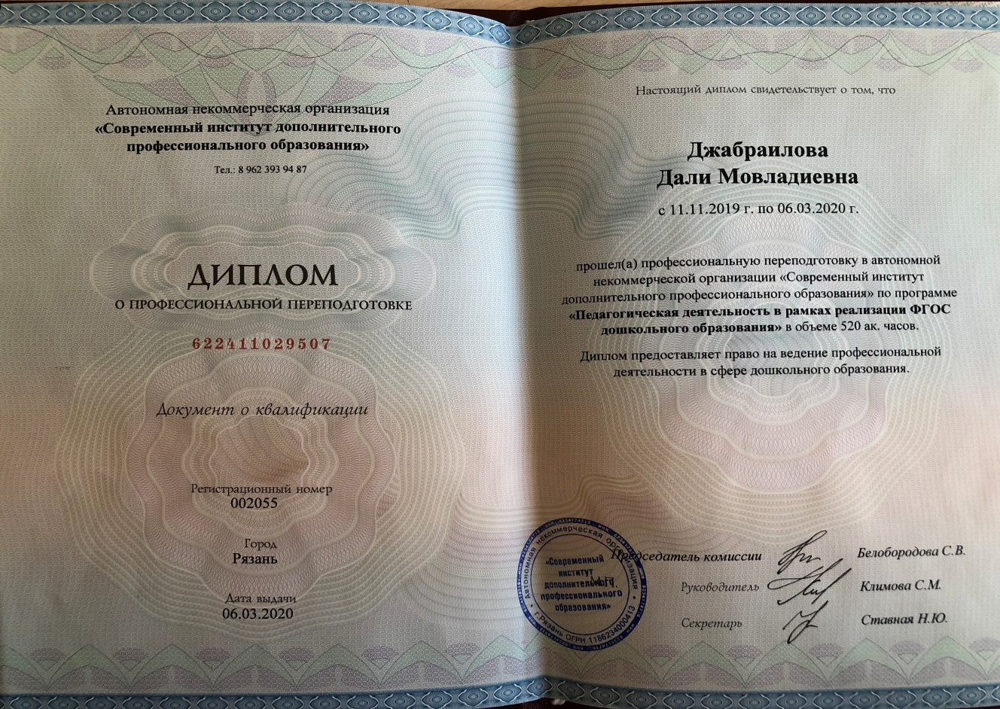 Автономная некоммерческая организация
«Современный институт дополнительного
профессионального образования»
Тел.: 8 962 393 94 87
ДИПЛОМ
О ПРОФЕССИОНАЛЬНОЙ ПЕРЕПОДГОТОВКЕ
622411029507
Документ о квалификации
Регистрационный номер
002055
Город
Рязань
Дата выдачи
06.03.2020
Настоящий диплом свидетельствует о том, что
Джабраилова
Дали Мовладиевна
с 11.11.2019 г. по 06.03.2020 г.
прошел(а) профессиональную переподготовку в автономной
некоммерческой организации «Современный институт
дополнительного профессионального образования» по программе
«Педагогическая деятельность в рамках реализации ФГОС
дошкольного образования» в объеме 520 ак. часов.
Диплом предоставляет право на ведение профессиональной
деятельности в сфере дошкольного образования.
Председатель комиссии Белобородова С.В.
Руководитель Климова С.М.
Секретарь Ставная Н.Ю.
М.П.
Автономная некоммерческая организация
«Современный
институт
дополнительного
профессионального
образования»
г.Рязань ОГРН 1186234000413